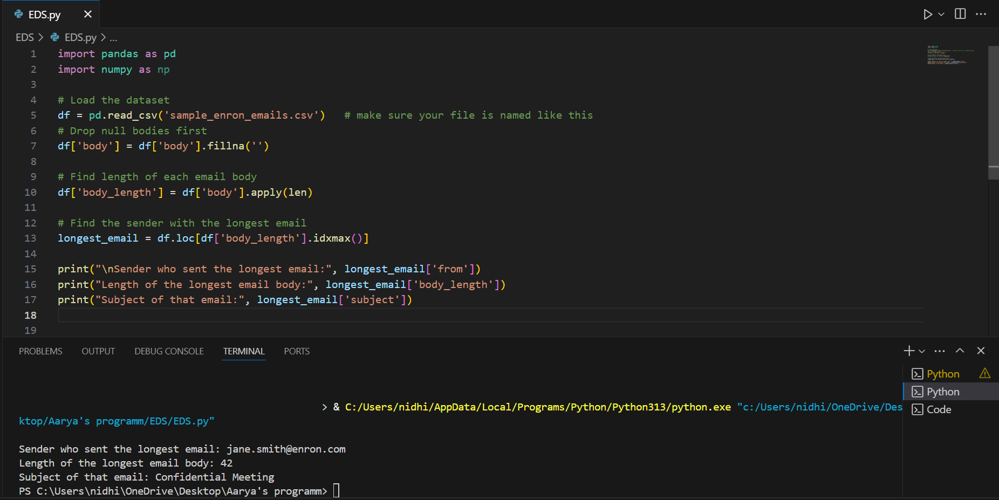 EDS.py
EDS > EDS.py > ...
1 import pandas as pd
2 import numpy as np
3
4 # Load the dataset
5 df = pd.read_csv('sample_enron_emails.csv')   # make sure your file is named like this
6 # Drop null bodies first
7 df['body'] = df['body'].fillna('')
8
9 # Find length of each email body
10 df['body_length'] = df['body'].apply(len)
11
12 # Find the sender with the longest email
13 longest_email = df.loc[df['body_length'].idxmax()]
14
15 print("\nSender who sent the longest email:", longest_email['from'])
16 print("Length of the longest email body:", longest_email['body_length'])
17 print("Subject of that email:", longest_email['subject'])
18
19
PROBLEMS OUTPUT DEBUG CONSOLE TERMINAL PORTS
> & C:/Users/nidhi/AppData/Local/Programs/Python/Python313/python.exe "c:/Users/nidhi/OneDrive/Des
ktop/Aarya's programm/EDS/EDS.py"
Sender who sent the longest email: jane.smith@enron.com
Length of the longest email body: 42
Subject of that email: Confidential Meeting
PS C:\Users\nidhi\OneDrive\Desktop\Aarya's programm>
Python
Python
Code